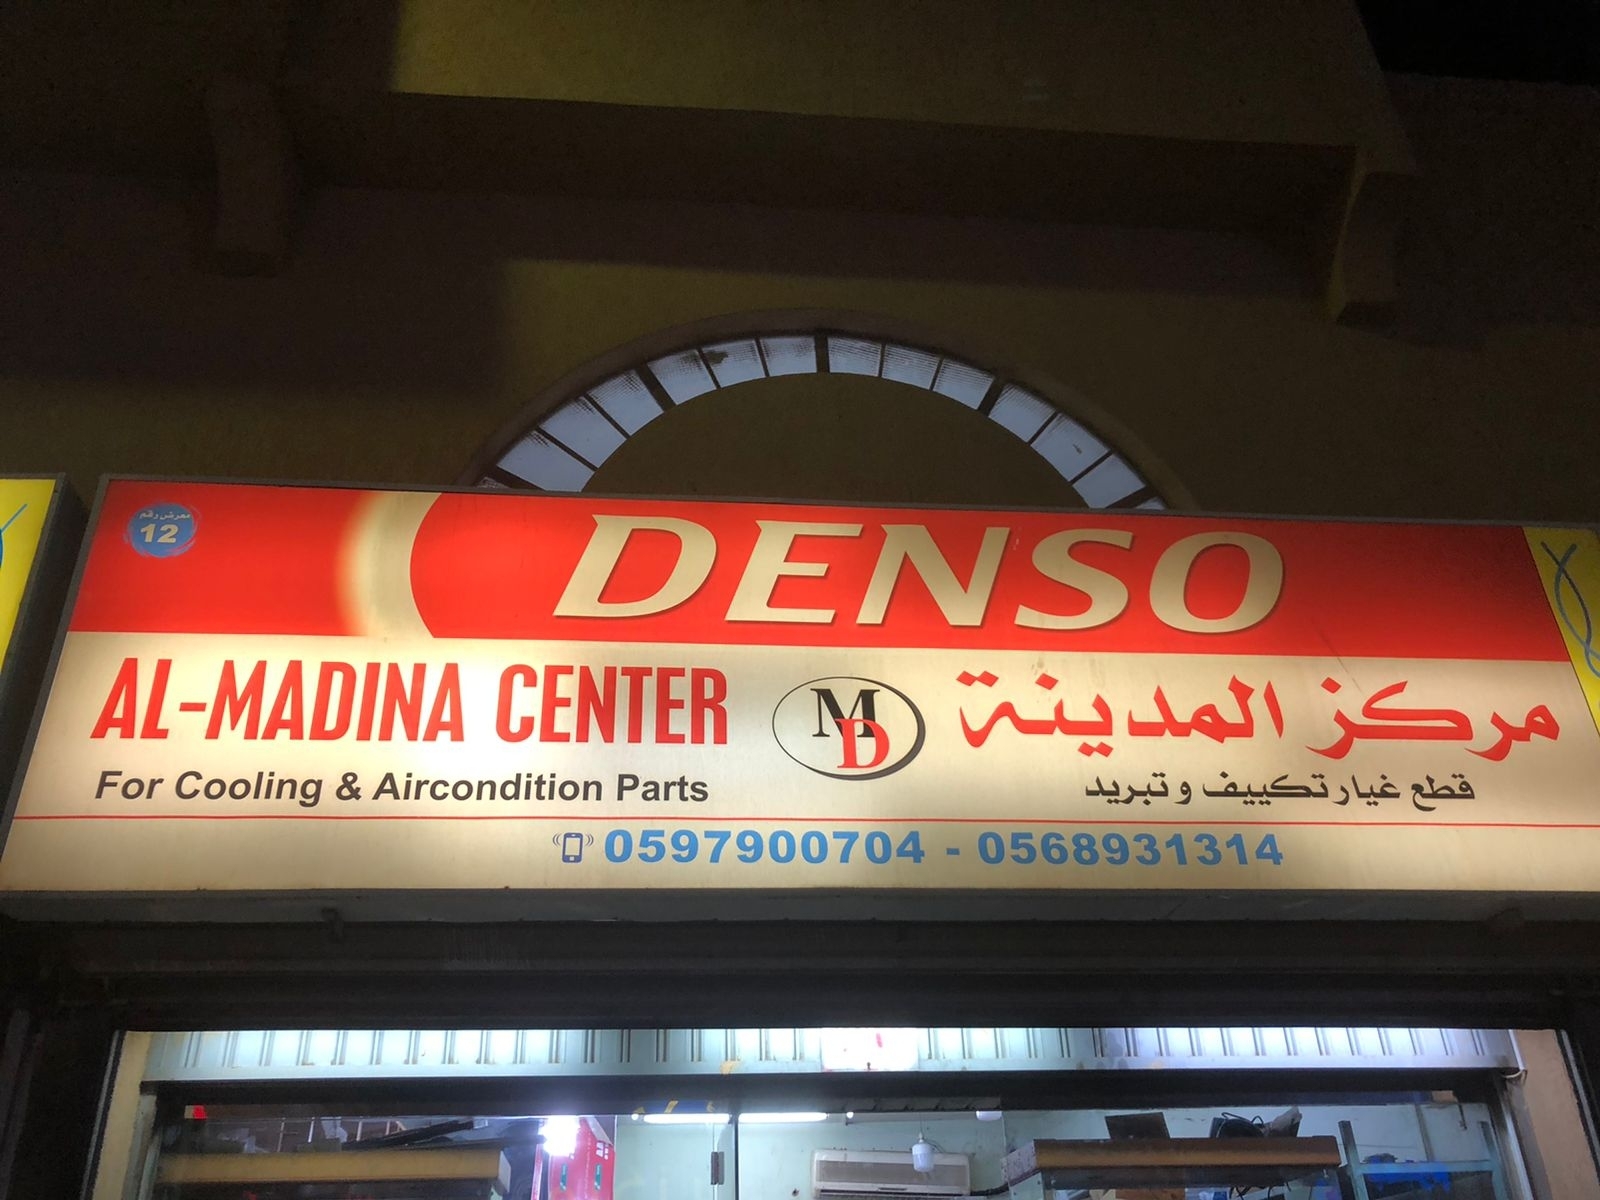 معرض رقم
12
DENSO
AL-MADINA CENTER
MD
مركز المدينة
For Cooling & Aircondition Parts
قطع غيار تكييف و تبريد
0597900704 - 0568931314